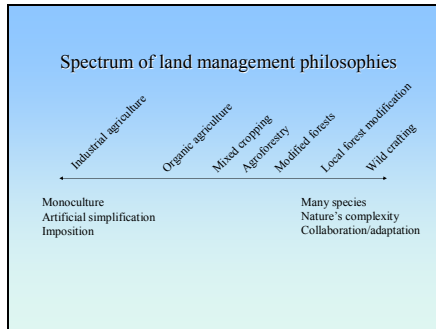 Spectrum of land management philosophies
Industrial agriculture
Organic agriculture
Mixed cropping
Agroforestry
Modified forests
Local forest modification
Wild crafting
Monoculture
Artificial simplification
Imposition
Many species
Nature's complexity
Collaboration/adaptation